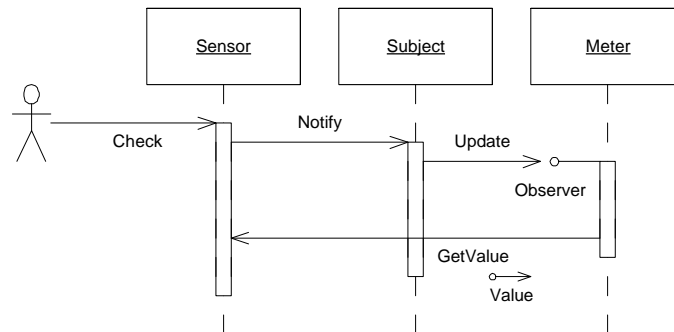 Sensor
Subject
Meter
Check
Notify
Update
Observer
GetValue
Value